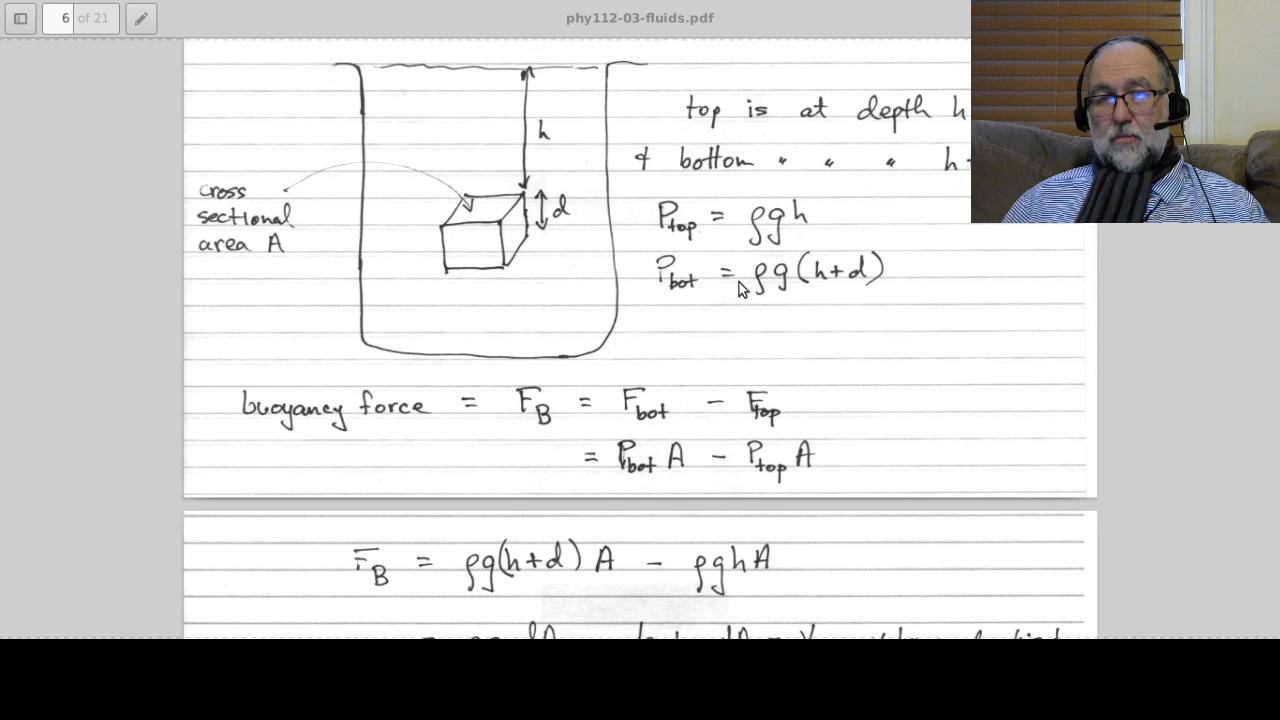 6 of 21
phy112-03-fluids.pdf
h
top is at depth h
& bottom " " " h
cross
sectional
area A
d
P_top = ρgh
P_bot = ρg(h+d)
buoyancy force = F_B = F_bot - F_top
= P_bot A - P_top A
F_B = ρg(h+d) A - ρghA